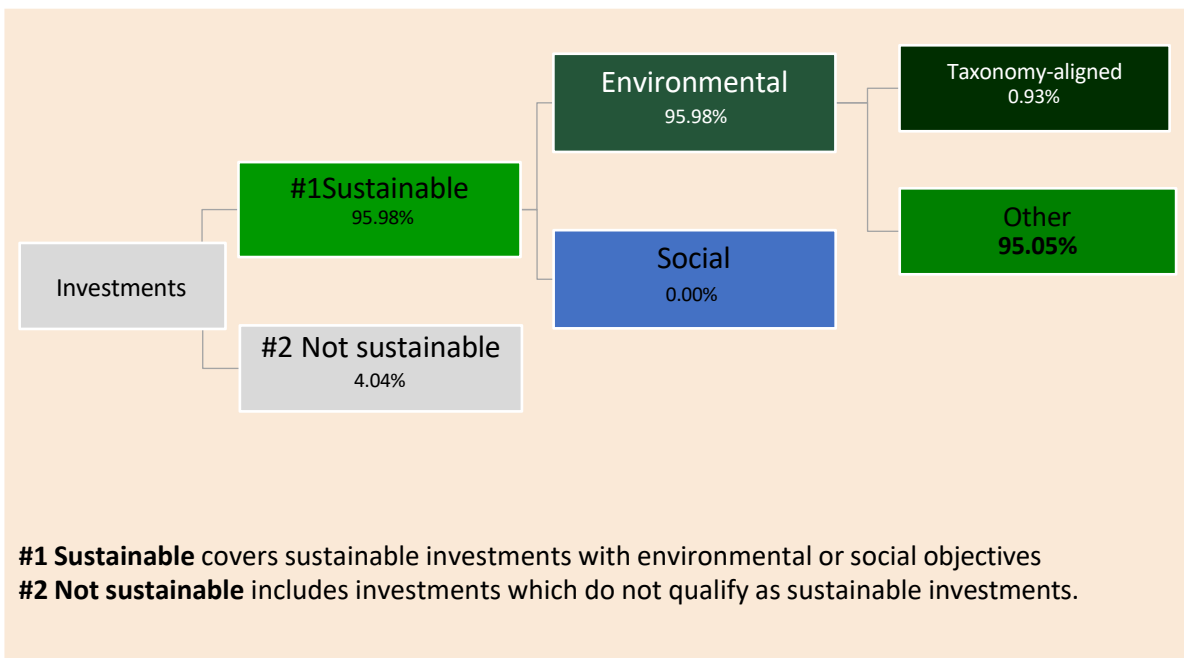 Investments
#1Sustainable
95.98%
#2 Not sustainable
4.04%
Environmental
95.98%
Social
0.00%
Taxonomy-aligned
0.93%
Other
95.05%
#1 Sustainable covers sustainable investments with environmental or social objectives
#2 Not sustainable includes investments which do not qualify as sustainable investments.